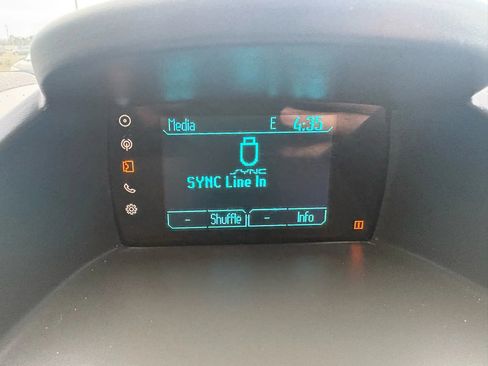 Media E 4:35
SYNC
SYNC Line In
- Shuffle - Info